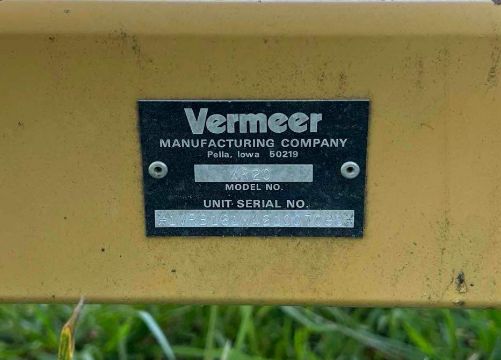 Vermeer
MANUFACTURING COMPANY
Pella, Iowa 50219
MODEL NO.
UNIT SERIAL NO.